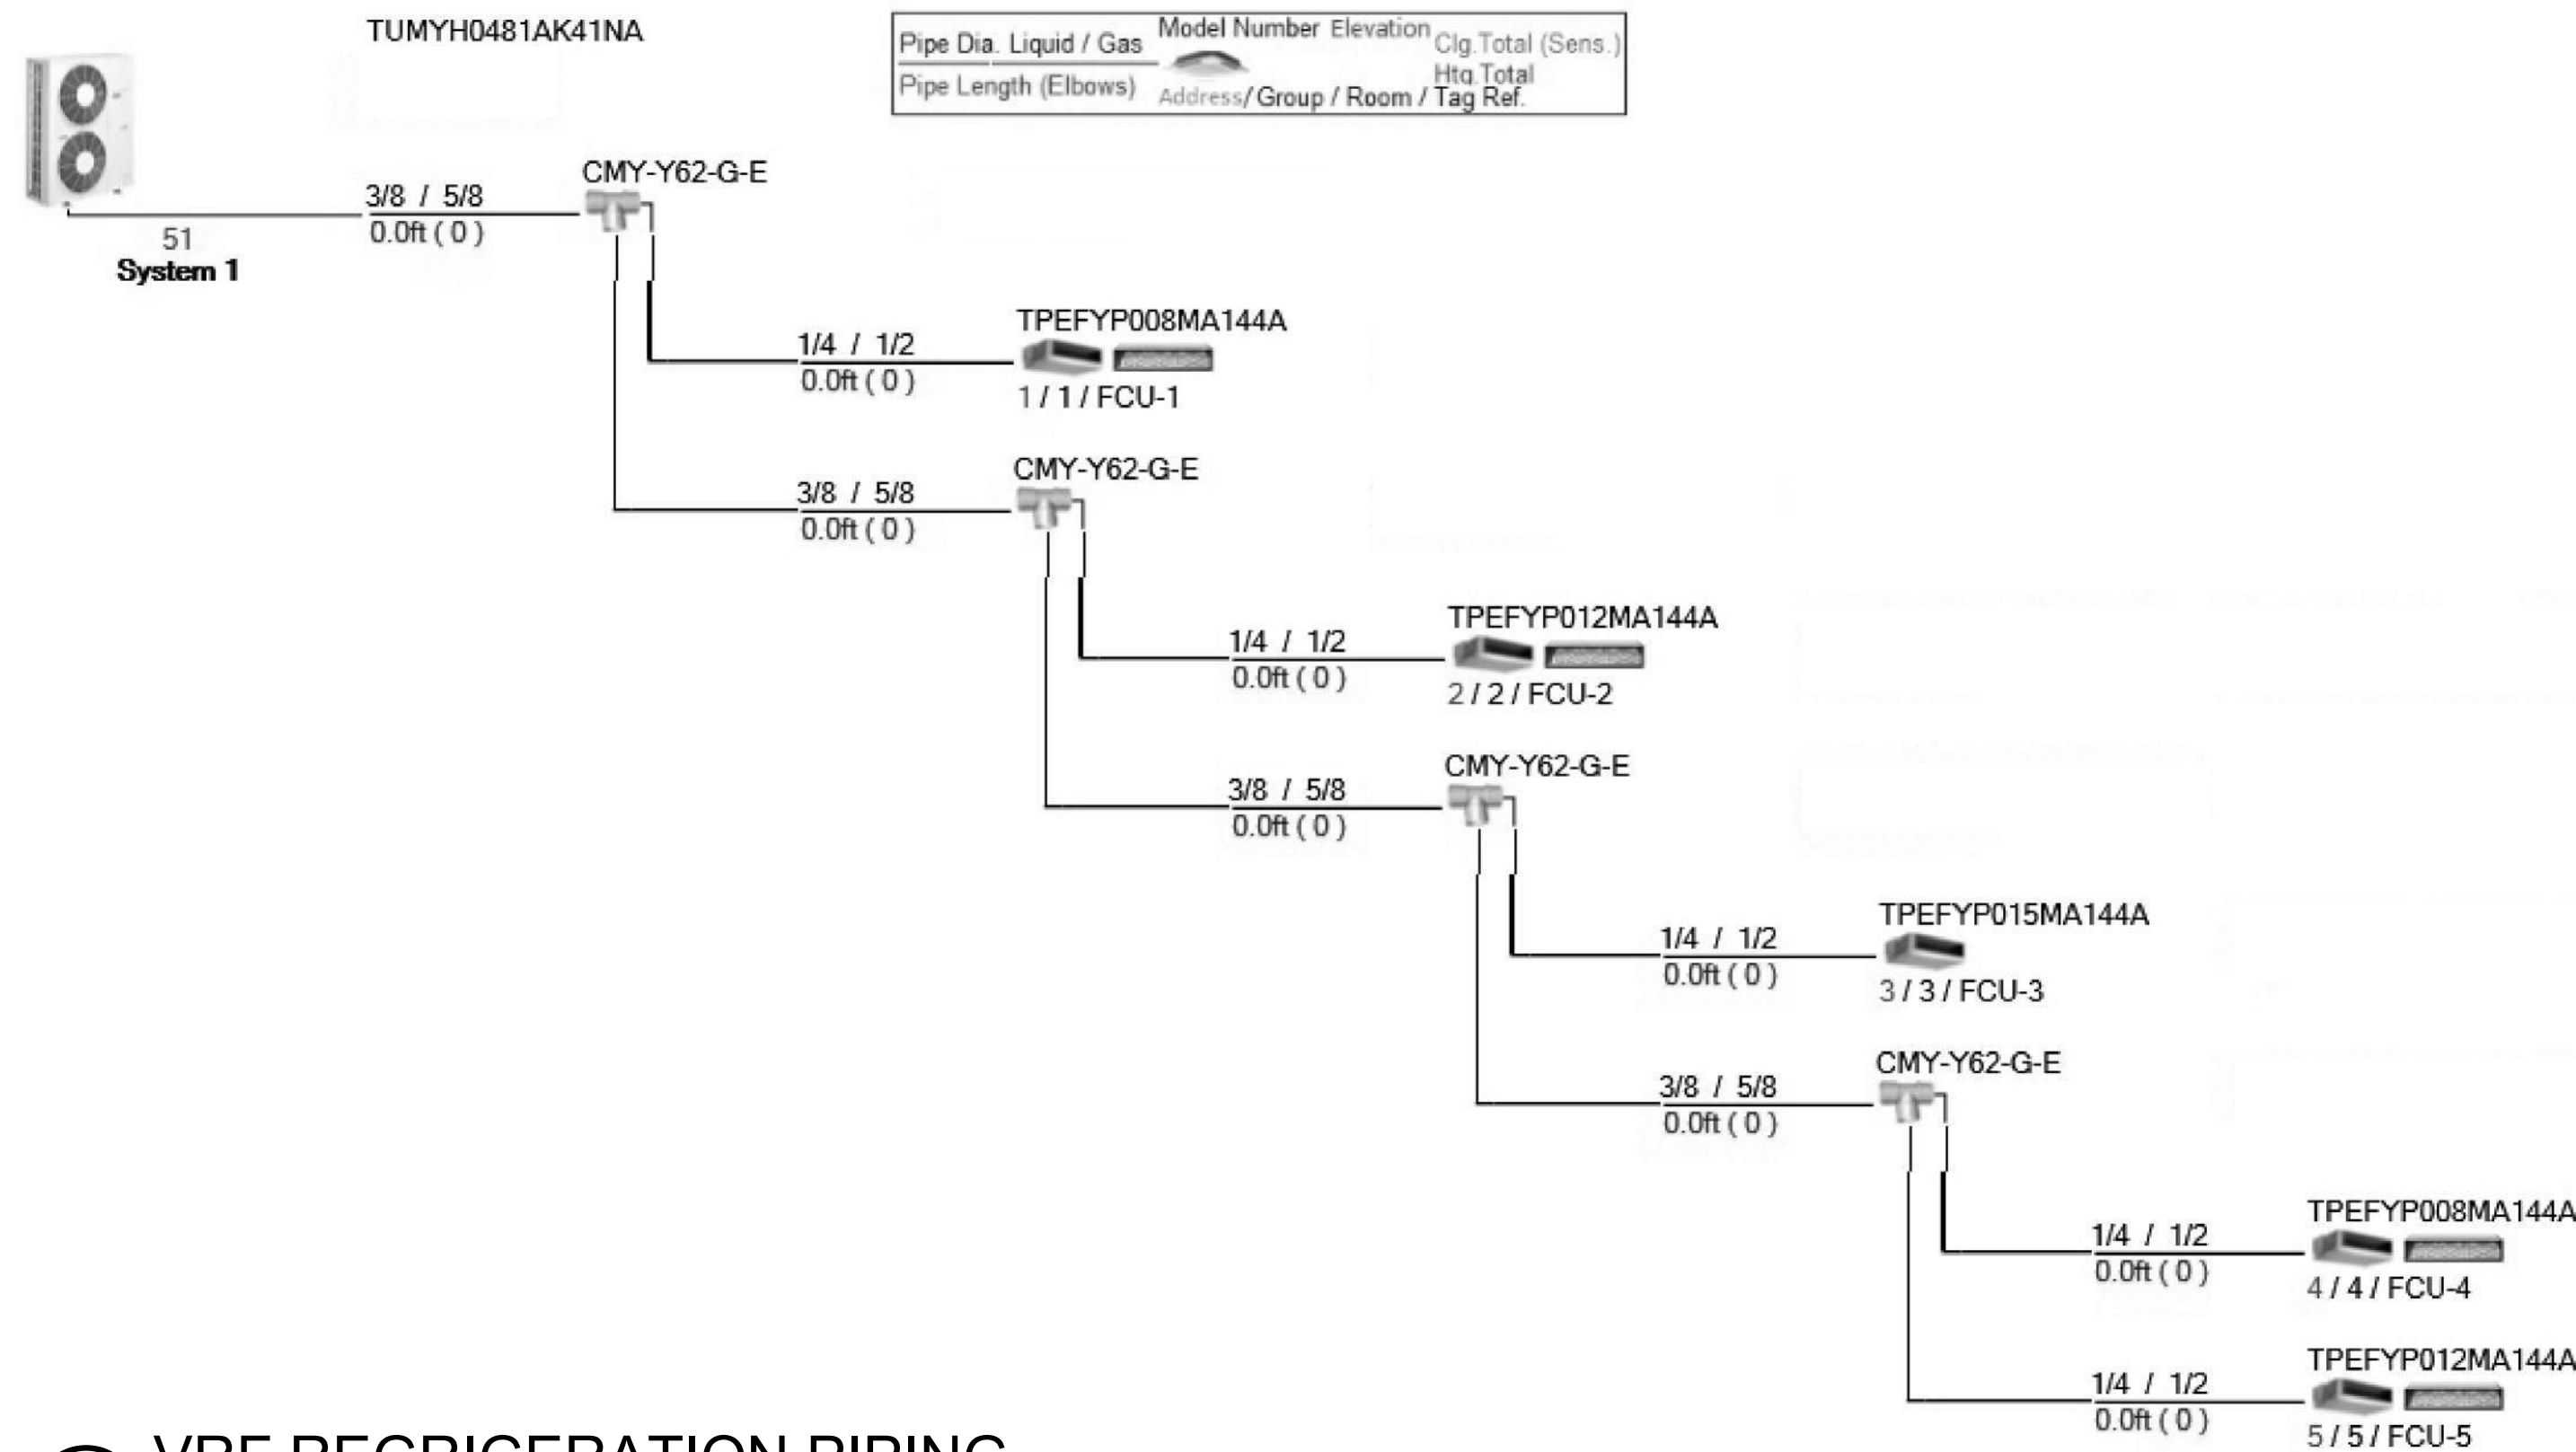 TUMYH0481AK41NA
Pipe Dia. Liquid / Gas
Pipe Length (Elbows)
Model Number Elevation
Clg.Total (Sens.)
Htg.Total
Address/ Group / Room / Tag Ref.
CMY-Y62-G-E
3/8 / 5/8
0.0ft ( 0 )
51
System 1
TPEFYP008MA144A
1/4 / 1/2
0.0ft ( 0 )
1 / 1 / FCU-1
CMY-Y62-G-E
3/8 / 5/8
0.0ft ( 0 )
TPEFYP012MA144A
1/4 / 1/2
0.0ft ( 0 )
2 / 2 / FCU-2
CMY-Y62-G-E
3/8 / 5/8
0.0ft ( 0 )
TPEFYP015MA144A
1/4 / 1/2
0.0ft ( 0 )
3 / 3 / FCU-3
CMY-Y62-G-E
3/8 / 5/8
0.0ft ( 0 )
TPEFYP008MA144A
1/4 / 1/2
0.0ft ( 0 )
4 / 4 / FCU-4
TPEFYP012MA144A
1/4 / 1/2
0.0ft ( 0 )
5 / 5 / FCU-5
VRF RECRIGERATION PIPING